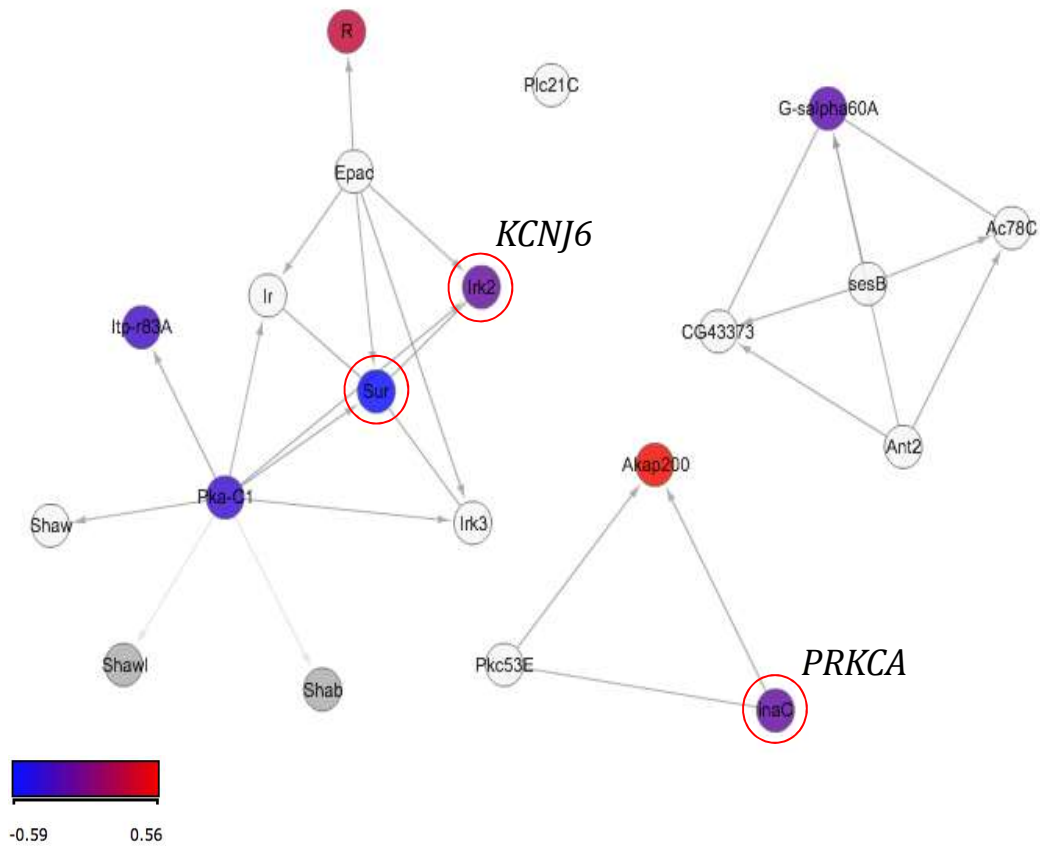 R
Plc21C
G-salpha60A
Epac
KCNJ6
Ac78C
Ir
Irk2
sesB
Itp-r83A
CG43373
Sur
Ant2
Akap200
Pka-C1
Shaw
Irk3
Pkc53E
PRKCA
Shawl
Shab
inaC
-0.59
0.56